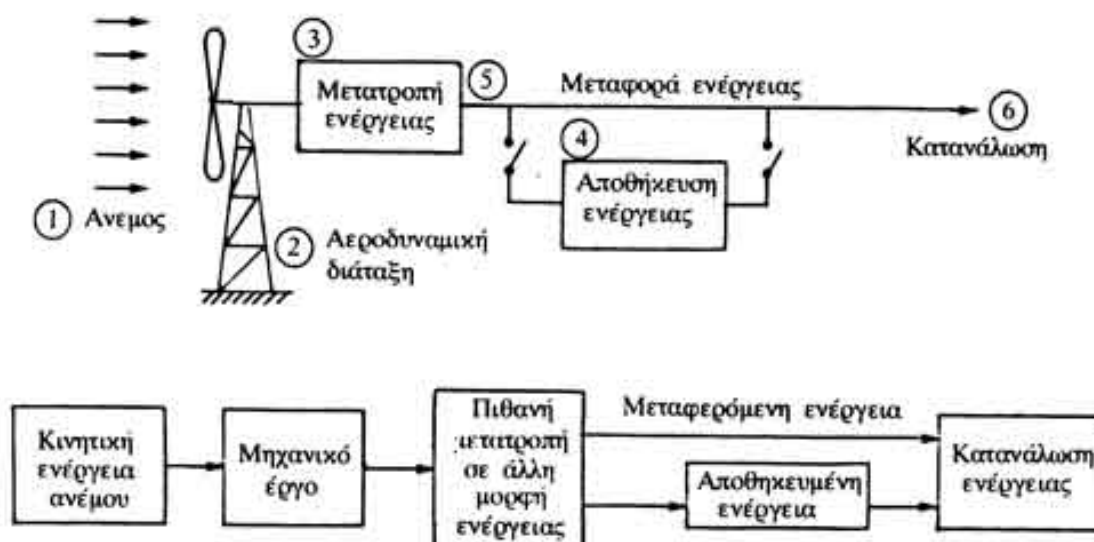 ③
Μετατροπή
ενέργειας
⑤
Μεταφορά ενέργειας
⑥
Κατανάλωση
④
Αποθήκευση
ενέργειας
① Ανεμος
② Αεροδυναμική
διάταξη
Κινητική
ενέργεια
ανέμου
Μηχανικό
έργο
Πιθανή
μετατροπή
σε άλλη
μορφή
ενέργειας
Μεταφερόμενη ενέργεια
Αποθηκευμένη
ενέργεια
Κατανάλωση
ενέργειας